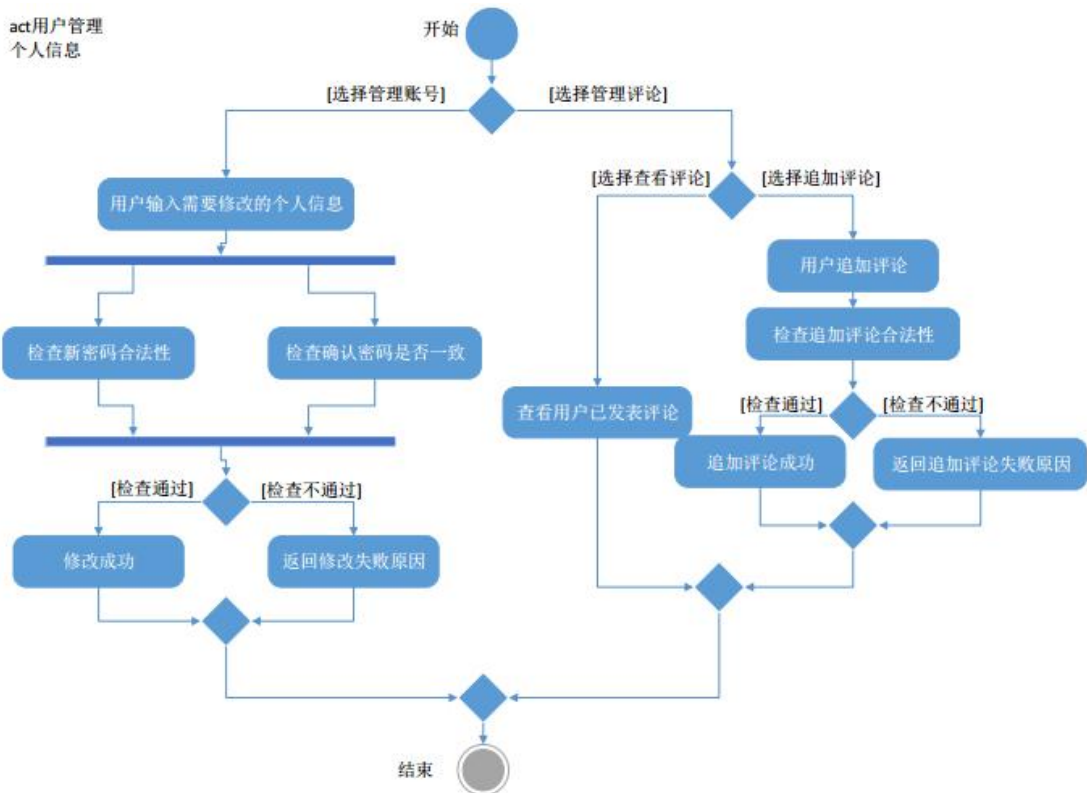 act用户管理
个人信息
开始
[选择管理账号]
[选择管理评论]
[选择查看评论]
[选择追加评论]
用户输入需要修改的个人信息
用户追加评论
检查新密码合法性
检查确认密码是否一致
检查追加评论合法性
查看用户已发表评论
[检查通过]
[检查不通过]
追加评论成功
返回追加评论失败原因
[检查通过]
[检查不通过]
修改成功
返回修改失败原因
结束